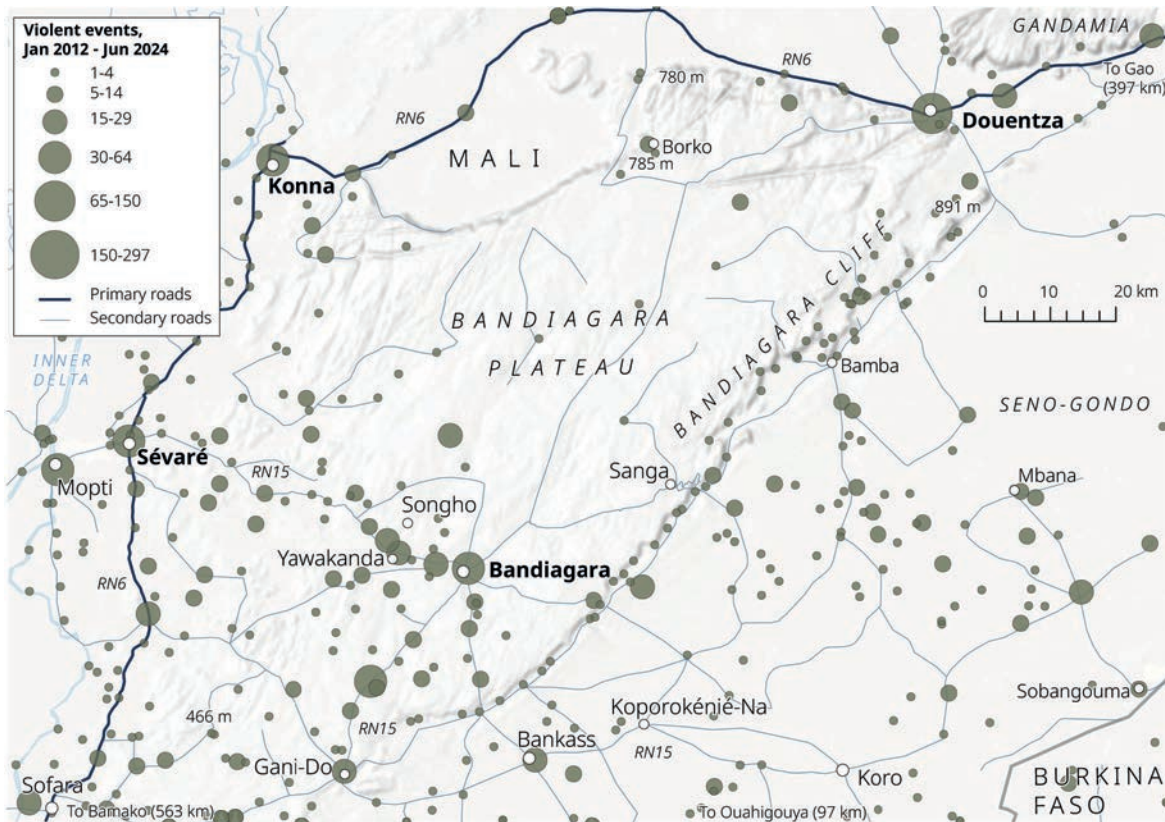 Violent events,
Jan 2012 - Jun 2024
1-4
5-14
15-29
30-64
65-150
150-297
Primary roads
Secondary roads
GANDAMIA
To Gao
(397 km)
RN6
780 m
RN6
Douentza
MALI
Borko
785 m
Konna
891 m
0 10 20 km
BANDIAGARA
PLATEAU
BANDIAGARA CLIFF
INNER
DELTA
Bamba
SENO-GONDO
Sévaré
Mopti
RN15
Sanga
Mbana
Songho
Yawakanda
Bandiagara
RN6
Sobangouma
466 m
RN15
Koporokénié-Na
RN15
Bankass
Gani-Do
Koro
Sofara
To Bamako (563 km)
To Ouahigouya (97 km)
BURKINA
FASO